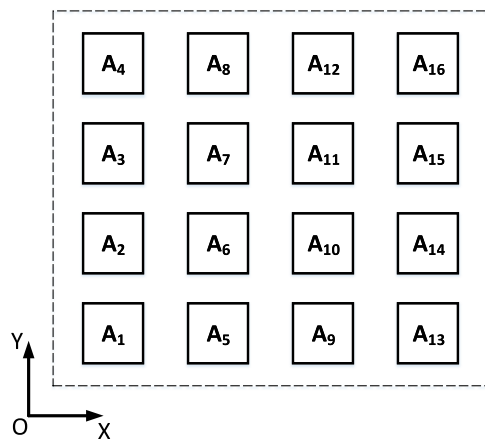 A₄ A₈ A₁₂ A₁₆
A₃ A₇ A₁₁ A₁₅
A₂ A₆ A₁₀ A₁₄
A₁ A₅ A₉ A₁₃
Y
O
X